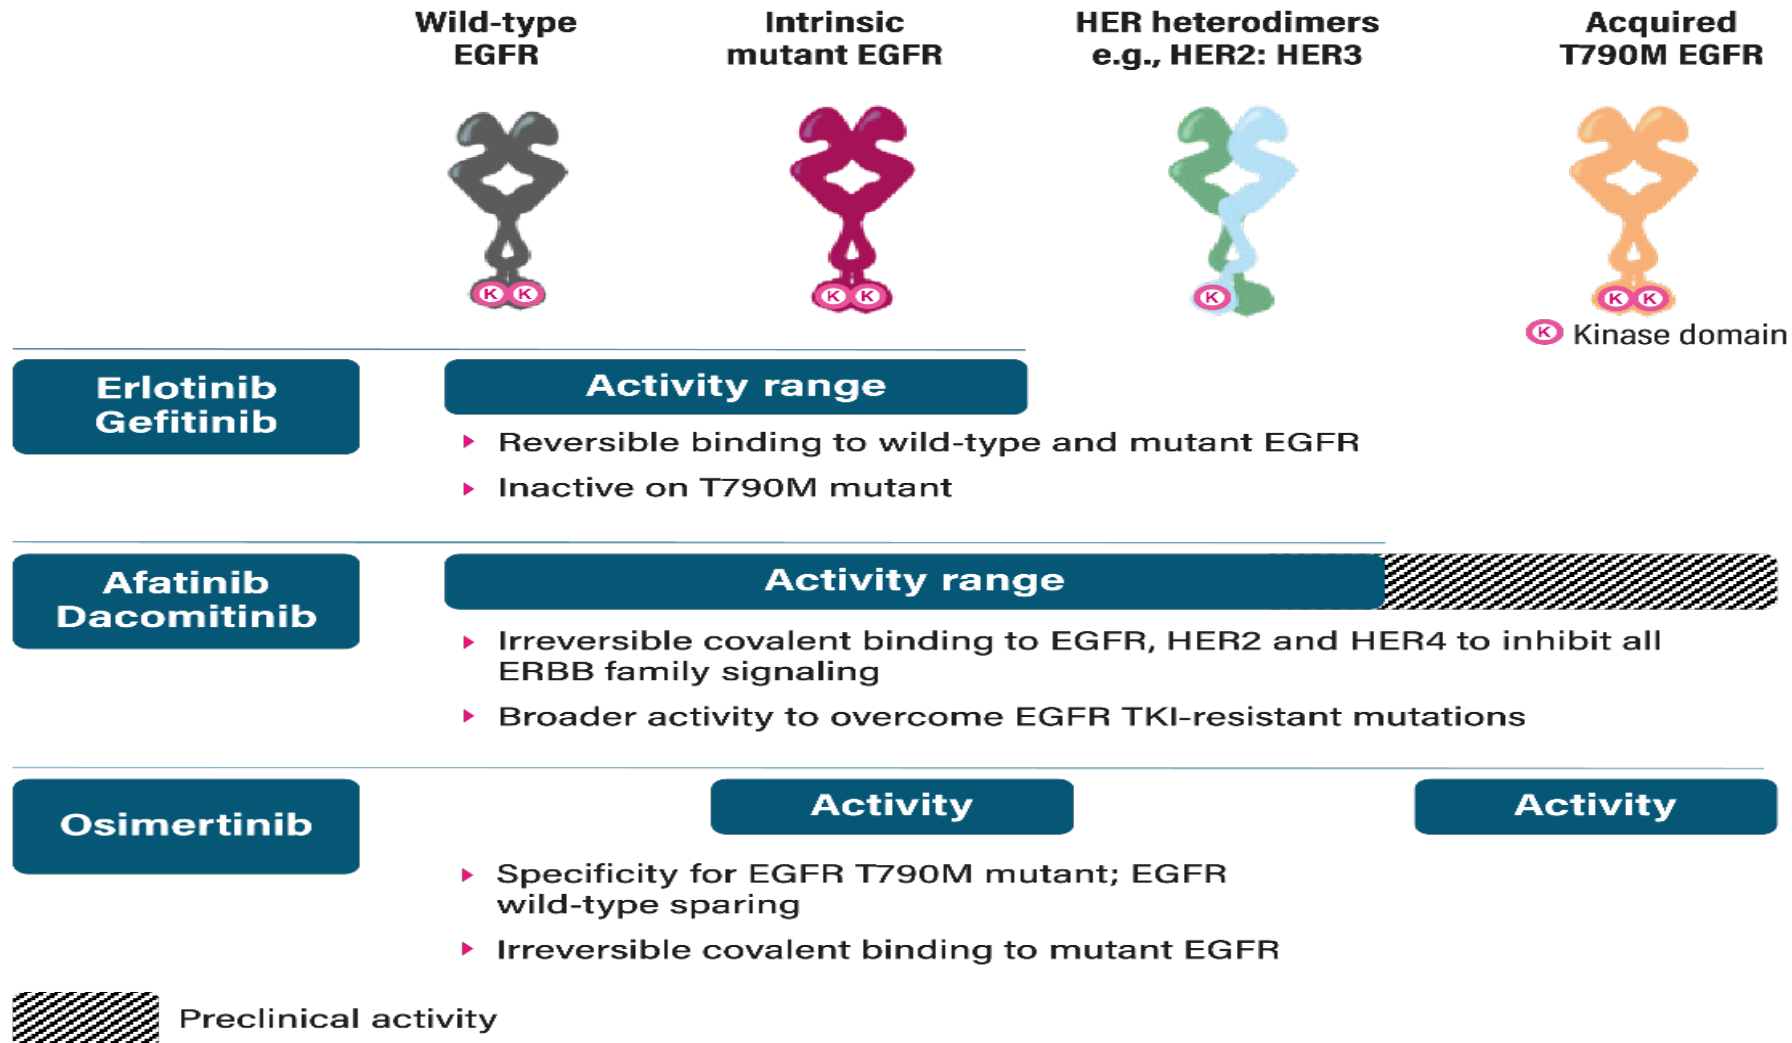 Wild-type
EGFR
Intrinsic
mutant EGFR
HER heterodimers
e.g., HER2: HER3
Acquired
T790M EGFR
K K
K K
K
K K
K Kinase domain
Erlotinib
Gefitinib
Activity range
Reversible binding to wild-type and mutant EGFR
Inactive on T790M mutant
Afatinib
Dacomitinib
Activity range
Irreversible covalent binding to EGFR, HER2 and HER4 to inhibit all
ERBB family signaling
Broader activity to overcome EGFR TKI-resistant mutations
Osimertinib
Activity
Activity
Specificity for EGFR T790M mutant; EGFR
wild-type sparing
Irreversible covalent binding to mutant EGFR
Preclinical activity